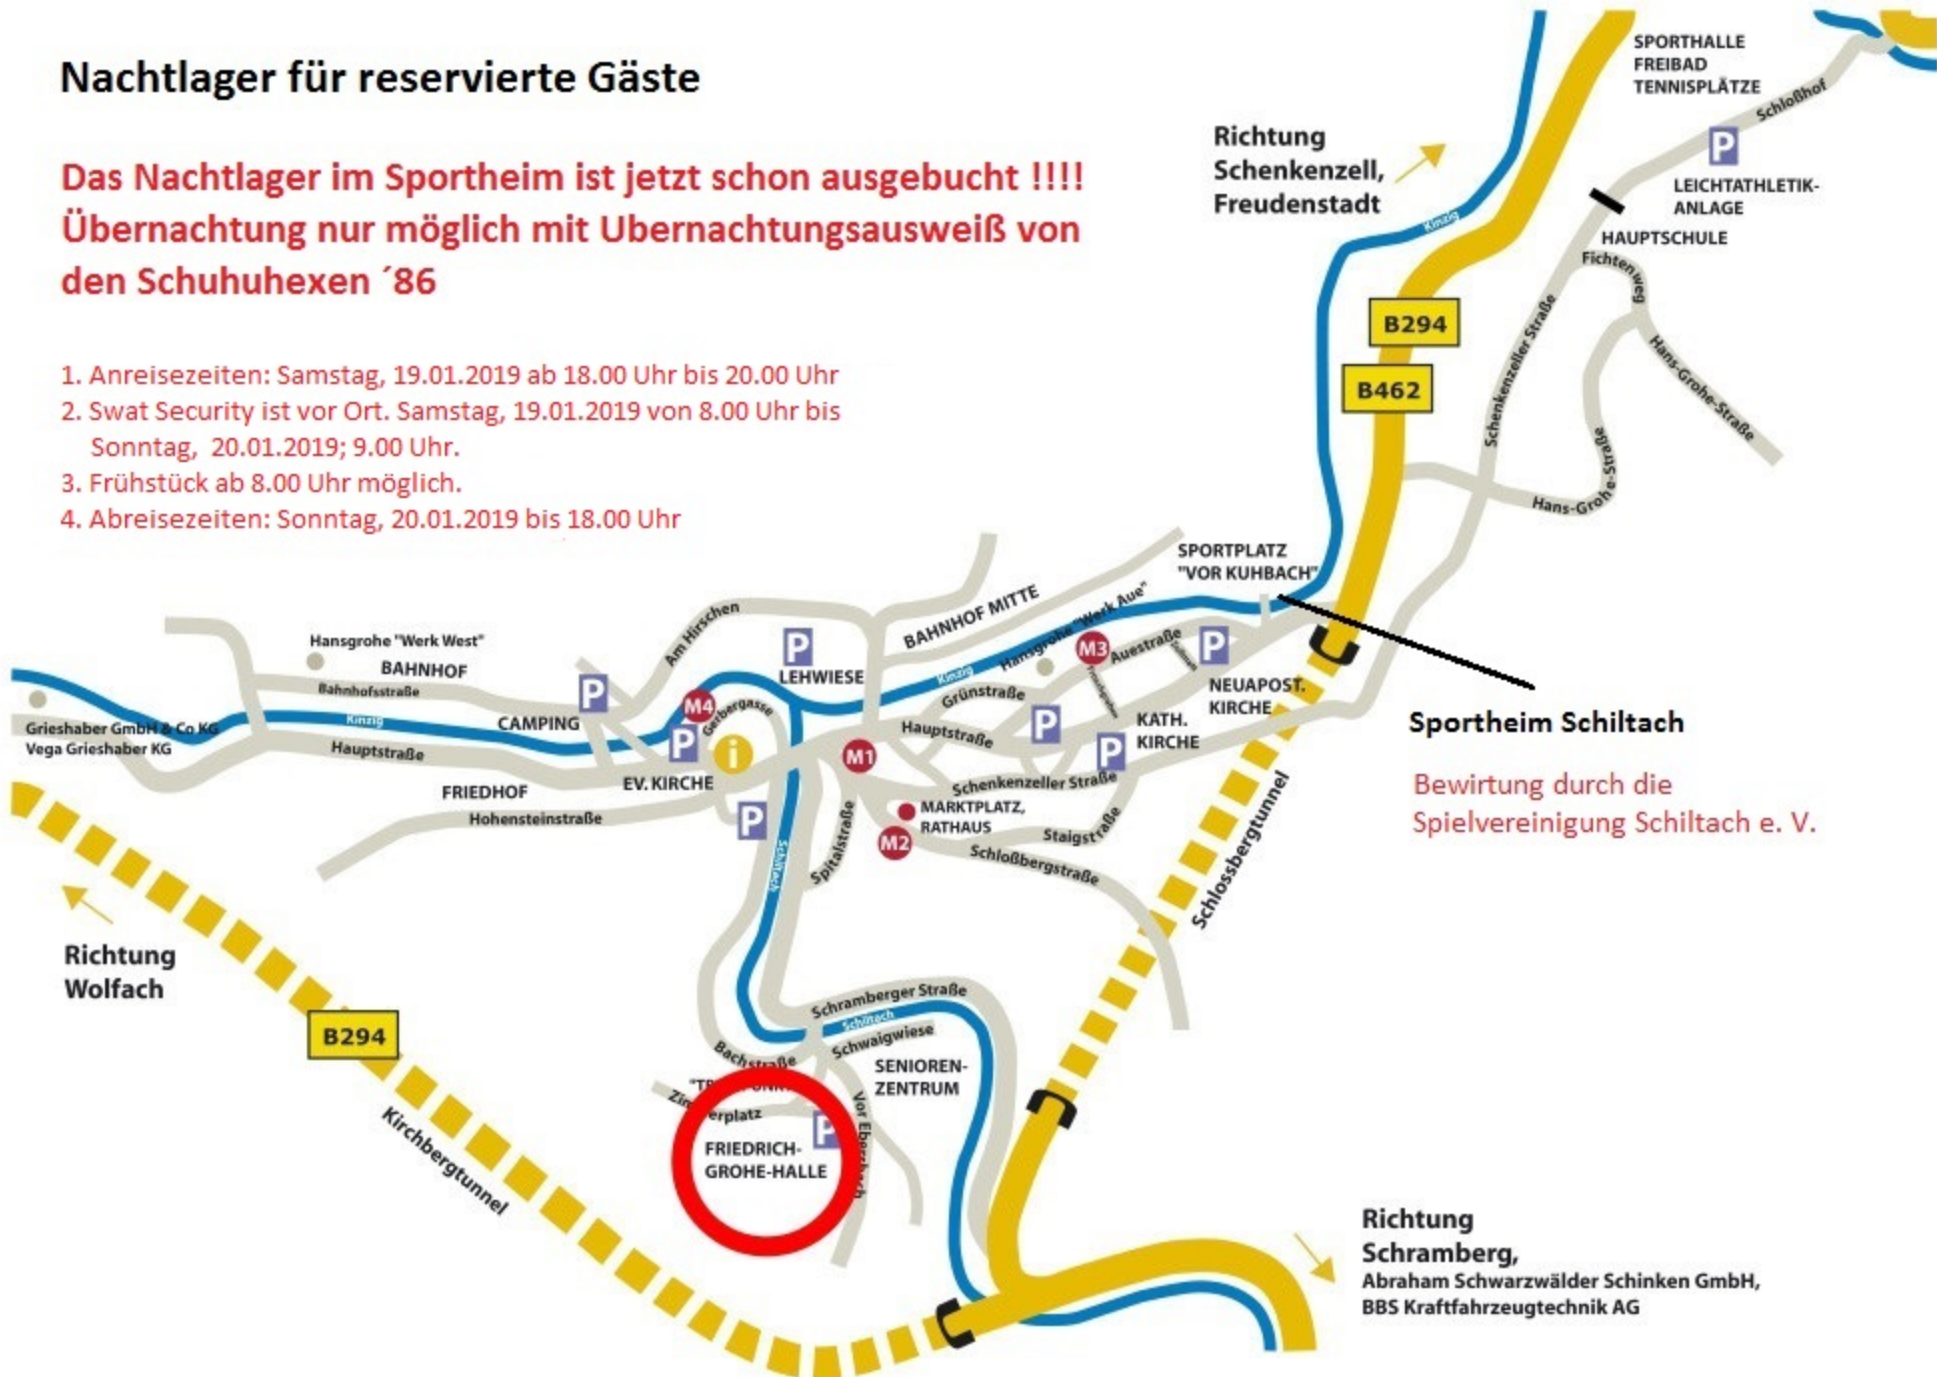 Nachtlager für reservierte Gäste
Das Nachtlager im Sportheim ist jetzt schon ausgebucht !!!!
Übernachtung nur möglich mit Ubernachtungsausweiß von
den Schuhuhexen ´86
1. Anreisezeiten: Samstag, 19.01.2019 ab 18.00 Uhr bis 20.00 Uhr
2. Swat Security ist vor Ort. Samstag, 19.01.2019 von 8.00 Uhr bis
Sonntag, 20.01.2019; 9.00 Uhr.
3. Frühstück ab 8.00 Uhr möglich.
4. Abreisezeiten: Sonntag, 20.01.2019 bis 18.00 Uhr
SPORTHALLE
FREIBAD
TENNISPLÄTZE
Schloßhof
P
Richtung
Schenkenzell,
Freudenstadt
LEICHTATHLETIK-
ANLAGE
Kinzig
HAUPTSCHULE
Fichtenweg
B294
B462
Schenkenzeller Straße
Hans-Grohe-Straße
Hans-Grohe-Straße
SPORTPLATZ
"VOR KUHBACH"
BAHNHOF MITTE
Am Hirschen
Hansgrohe "Werk West"
BAHNHOF
Bahnhofsstraße
P
LEHWIESE
Hansgrohe "Werk Aue"
M3
Auestraße
P
Kinzig
Grünstraße
NEUAPOST.
KIRCHE
P
M4
Gerbergasse
CAMPING
Kinzig
Grieshaber GmbH & Co KG
Vega Grieshaber KG
Hauptstraße
P
i
M1
Hauptstraße
P
KATH.
KIRCHE
P
Sportheim Schiltach
Bewirtung durch die
Spielvereinigung Schiltach e. V.
EV. KIRCHE
FRIEDHOF
Hohensteinstraße
P
Schenkenzeller Straße
MARKTPLATZ,
RATHAUS
M2
Staigstraße
Schloßbergstraße
Spitalstraße
Schiltach
Schlossbergtunnel
Richtung
Wolfach
B294
Kirchbergtunnel
Schramberger Straße
Schiltach
Schwaigwiese
Bachstraße
SENIOREN-
ZENTRUM
P
Vor Ebersbach
FRIEDRICH-
GROHE-HALLE
Richtung
Schramberg,
Abraham Schwarzwälder Schinken GmbH,
BBS Kraftfahrzeugtechnik AG